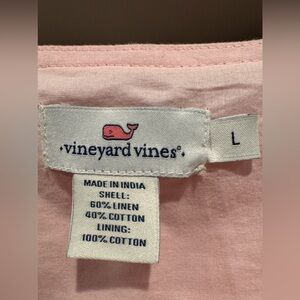 vineyard vines®
L
MADE IN INDIA
SHELL:
60% LINEN
40% COTTON
LINING:
100% COTTON